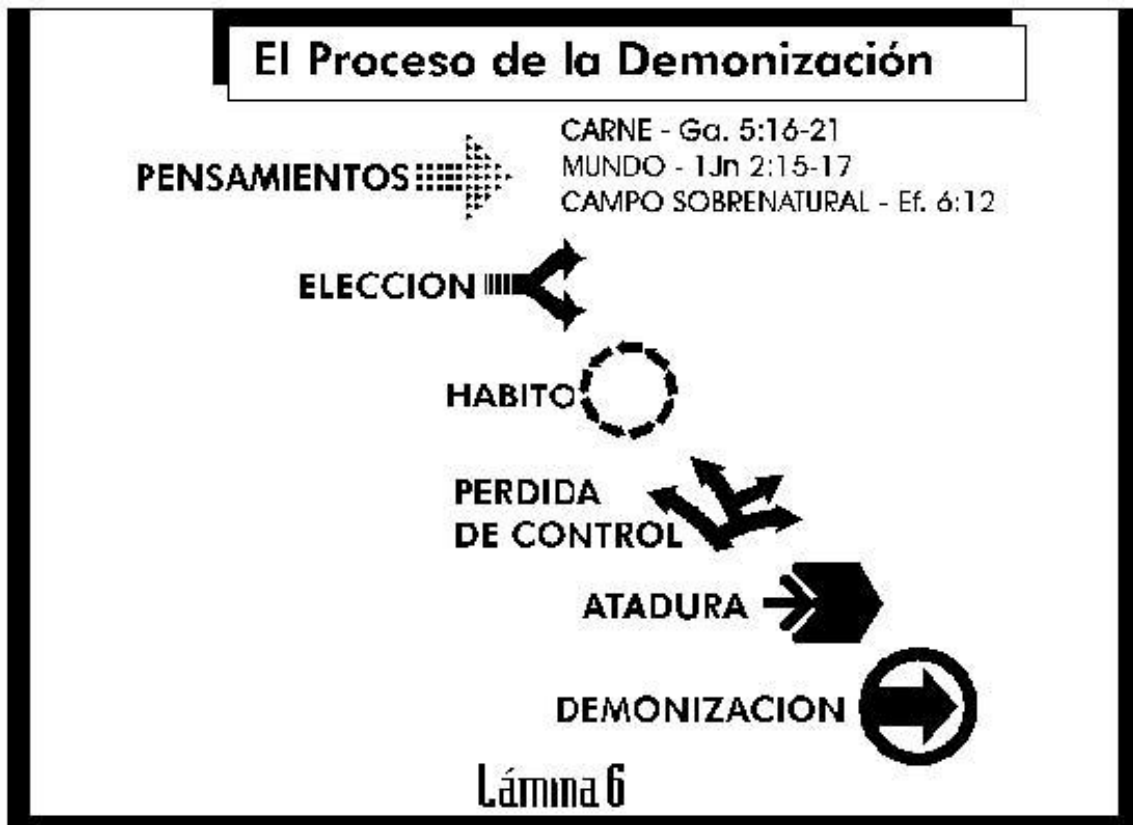 El Proceso de la Demonización
CARNE - Ga. 5:16-21
PENSAMIENTOS
MUNDO - 1Jn 2:15-17
CAMPO SOBRENATURAL - Ef. 6:12
ELECCION
HABITO
PERDIDA
DE CONTROL
ATADURA
DEMONIZACION
Lámina 6